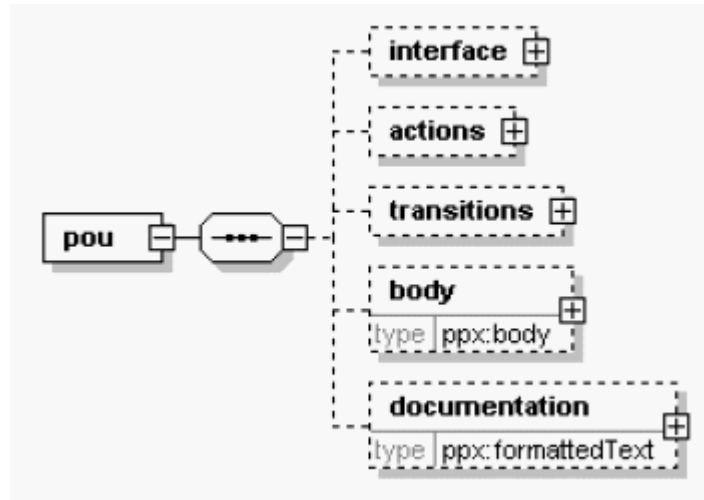 interface
actions
pou
transitions
body
type ppx:body
documentation
type ppx:formattedText